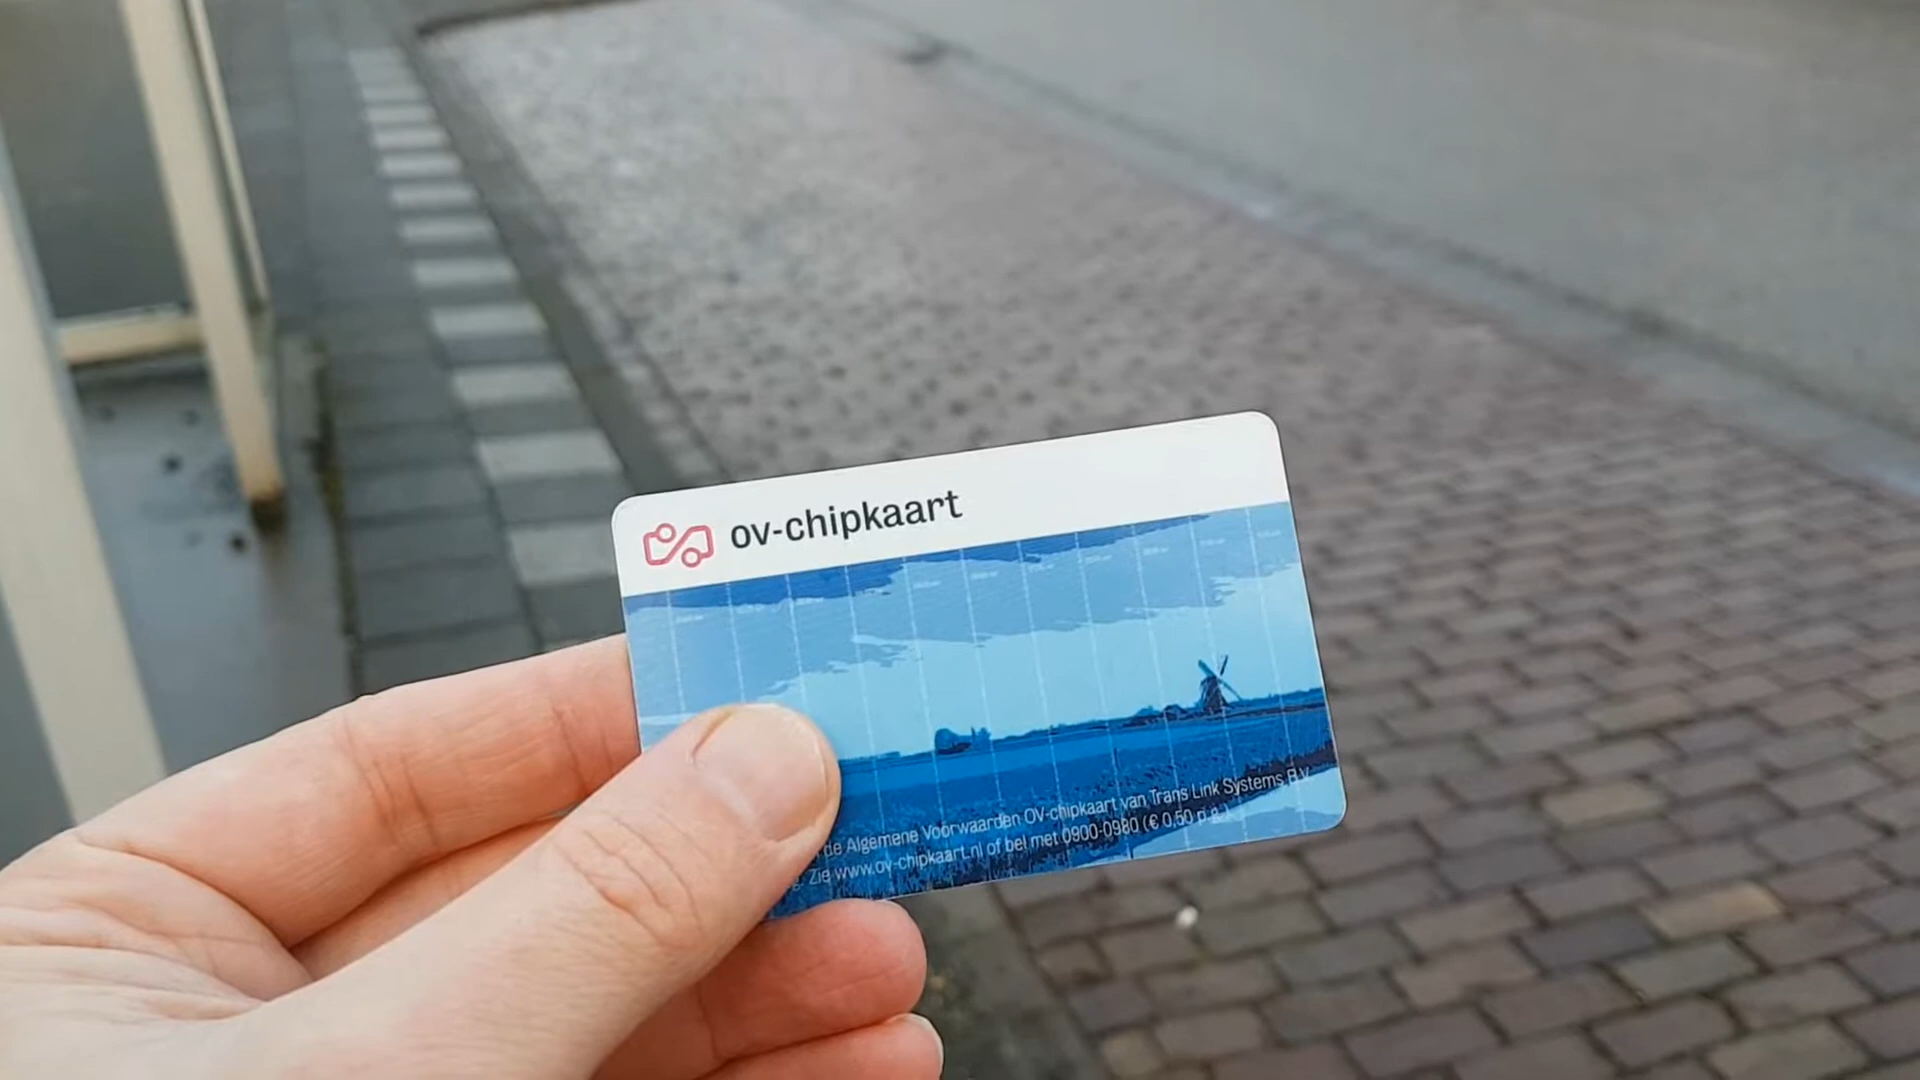 ov-chipkaart
de Algemene Voorwaarden OV-chipkaart van Trans Link Systems B.V.
g. Zie www.ov-chipkaart.nl of bel met 0900-0980 (€ 0,50 p.g.)